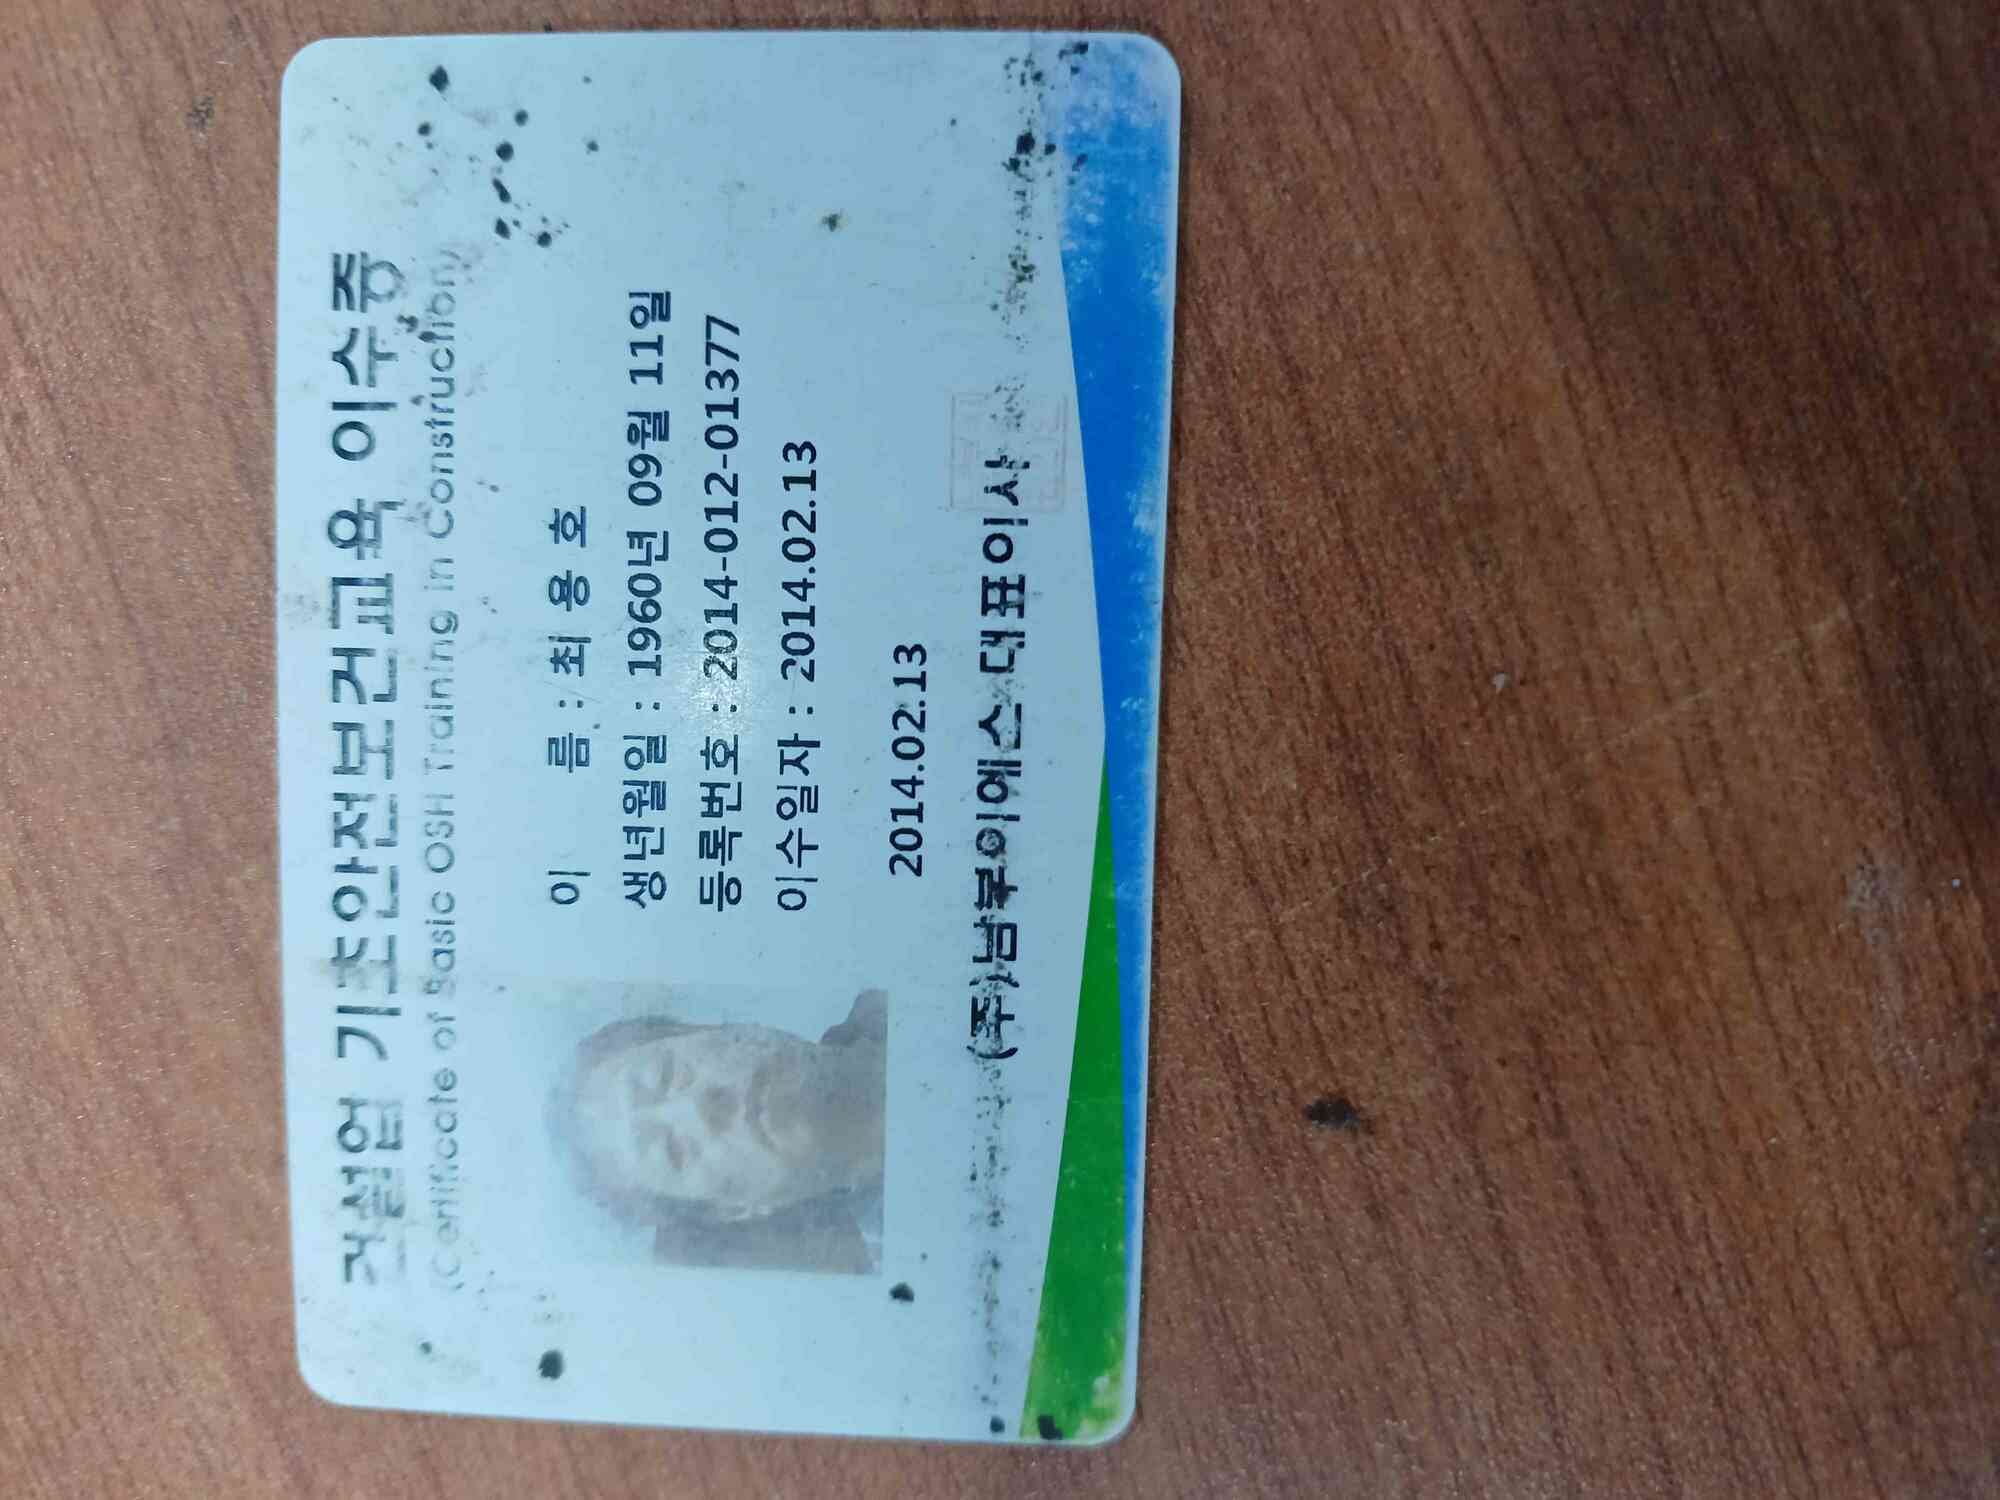 건설업 기초안전보건교육 이수증
(Certificate of Basic OSH Training in Construction)
이 름 : 최 용 호
생년월일 : 1960년 09월 11일
등록번호 : 2014-012-01377
이수일자 : 2014.02.13
2014.02.13
(주)남북이에스 대표이사